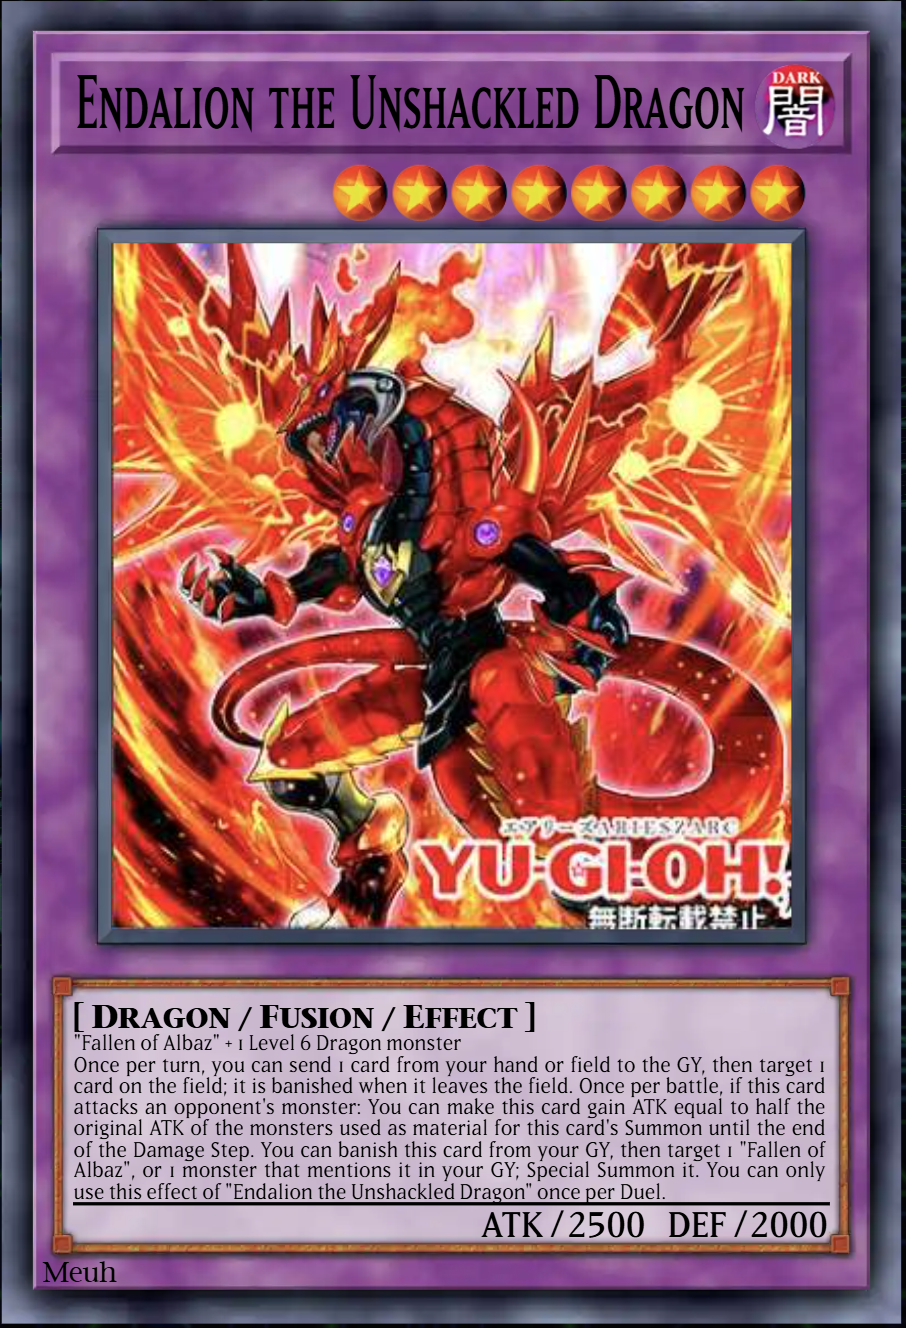 Endalion the Unshackled Dragon
DARK
闇
エアリーズARIESZARC
YU-GI-OH!
無断転載禁止
[ Dragon / Fusion / Effect ]
"Fallen of Albaz" + 1 Level 6 Dragon monster
Once per turn, you can send 1 card from your hand or field to the GY, then target 1
card on the field; it is banished when it leaves the field. Once per battle, if this card
attacks an opponent's monster: You can make this card gain ATK equal to half the
original ATK of the monsters used as material for this card's Summon until the end
of the Damage Step. You can banish this card from your GY, then target 1 "Fallen of
Albaz", or 1 monster that mentions it in your GY; Special Summon it. You can only
use this effect of "Endalion the Unshackled Dragon" once per Duel.
ATK/2500 DEF/2000
Meuh